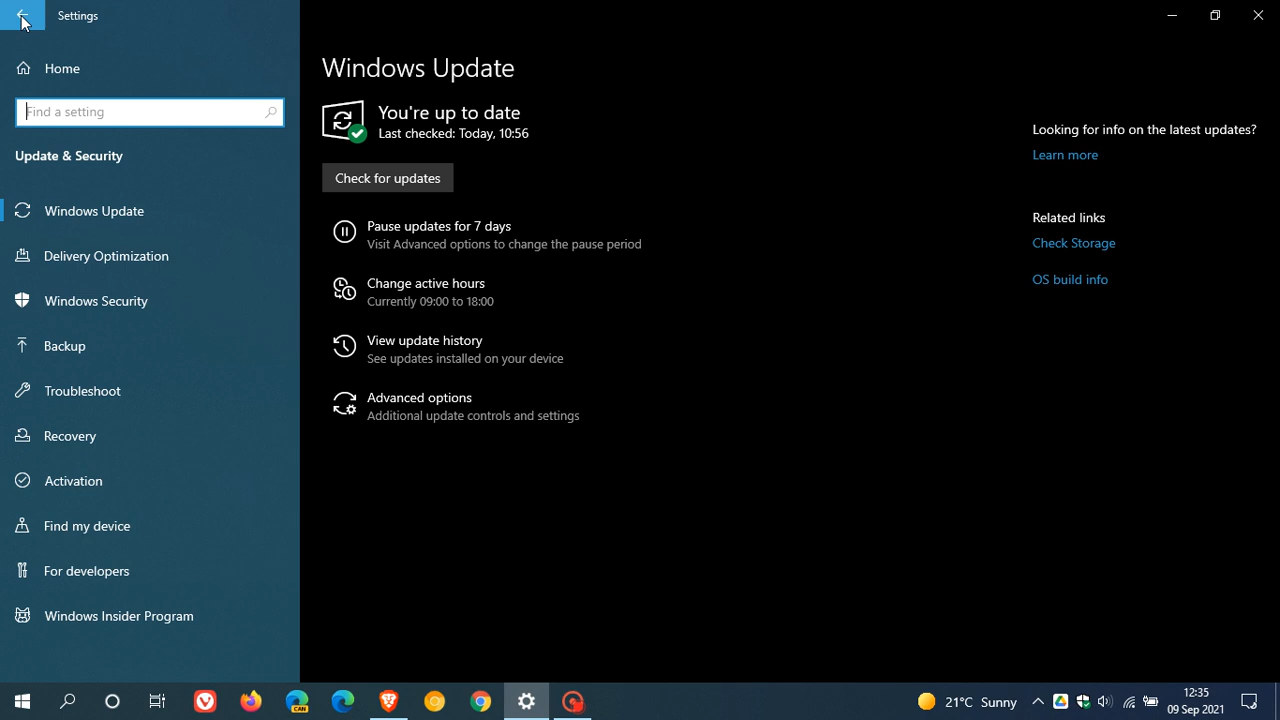 Settings
Home
Find a setting
Update & Security
Windows Update
Delivery Optimization
Windows Security
Backup
Troubleshoot
Recovery
Activation
Find my device
For developers
Windows Insider Program
Windows Update
You're up to date
Last checked: Today, 10:56
Check for updates
Pause updates for 7 days
Visit Advanced options to change the pause period
Change active hours
Currently 09:00 to 18:00
View update history
See updates installed on your device
Advanced options
Additional update controls and settings
Looking for info on the latest updates?
Learn more
Related links
Check Storage
OS build info
CAN
21°C Sunny
12:35
09 Sep 2021